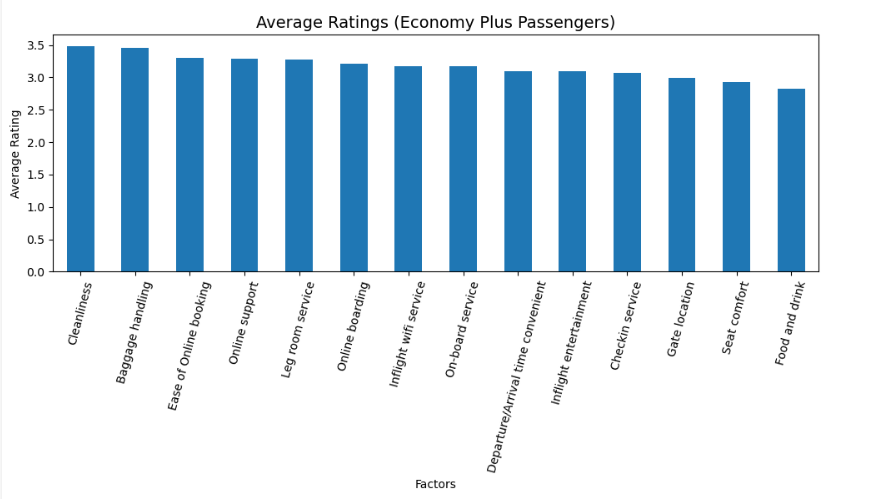 Average Ratings (Economy Plus Passengers)
Average Rating
3.5
3.0
2.5
2.0
1.5
1.0
0.5
0.0
Cleanliness
Baggage handling
Ease of Online booking
Online support
Leg room service
Online boarding
Inflight wifi service
On-board service
Departure/Arrival time convenient
Inflight entertainment
Checkin service
Gate location
Seat comfort
Food and drink
Factors